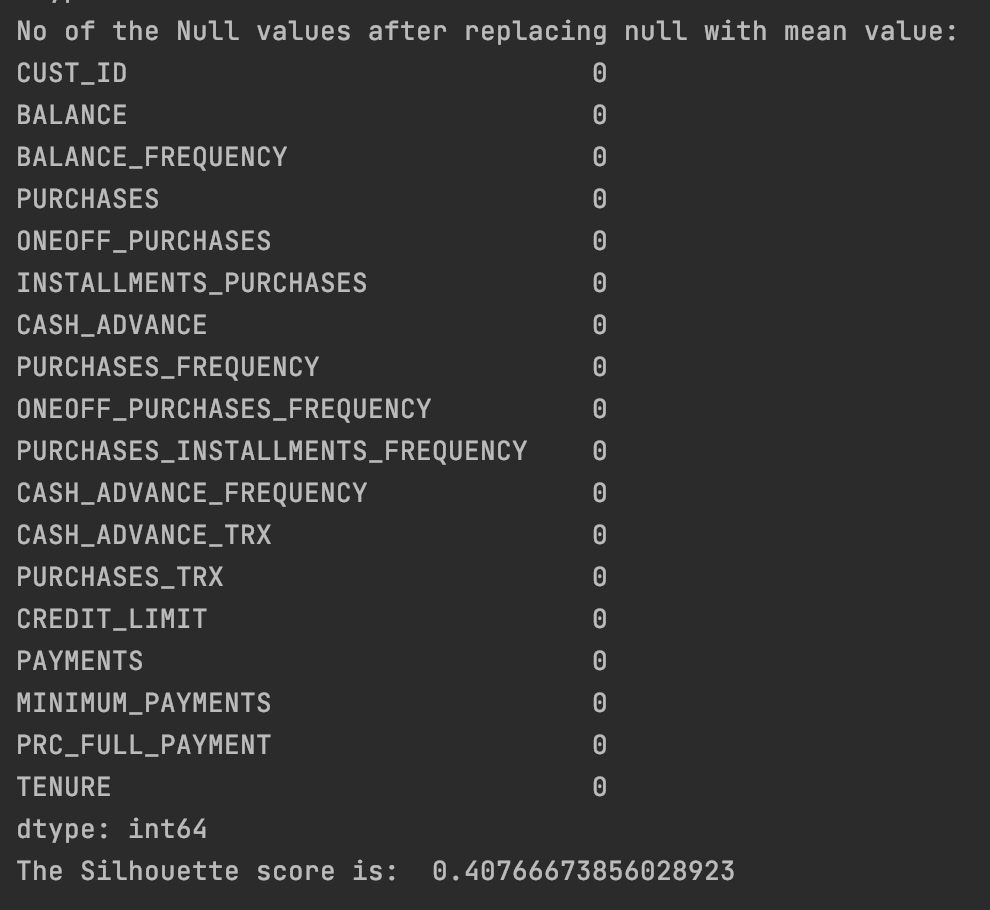 No of the Null values after replacing null with mean value:
CUST_ID 0
BALANCE 0
BALANCE_FREQUENCY 0
PURCHASES 0
ONEOFF_PURCHASES 0
INSTALLMENTS_PURCHASES 0
CASH_ADVANCE 0
PURCHASES_FREQUENCY 0
ONEOFF_PURCHASES_FREQUENCY 0
PURCHASES_INSTALLMENTS_FREQUENCY 0
CASH_ADVANCE_FREQUENCY 0
CASH_ADVANCE_TRX 0
PURCHASES_TRX 0
CREDIT_LIMIT 0
PAYMENTS 0
MINIMUM_PAYMENTS 0
PRC_FULL_PAYMENT 0
TENURE 0
dtype: int64
The Silhouette score is:  0.40766673856028923